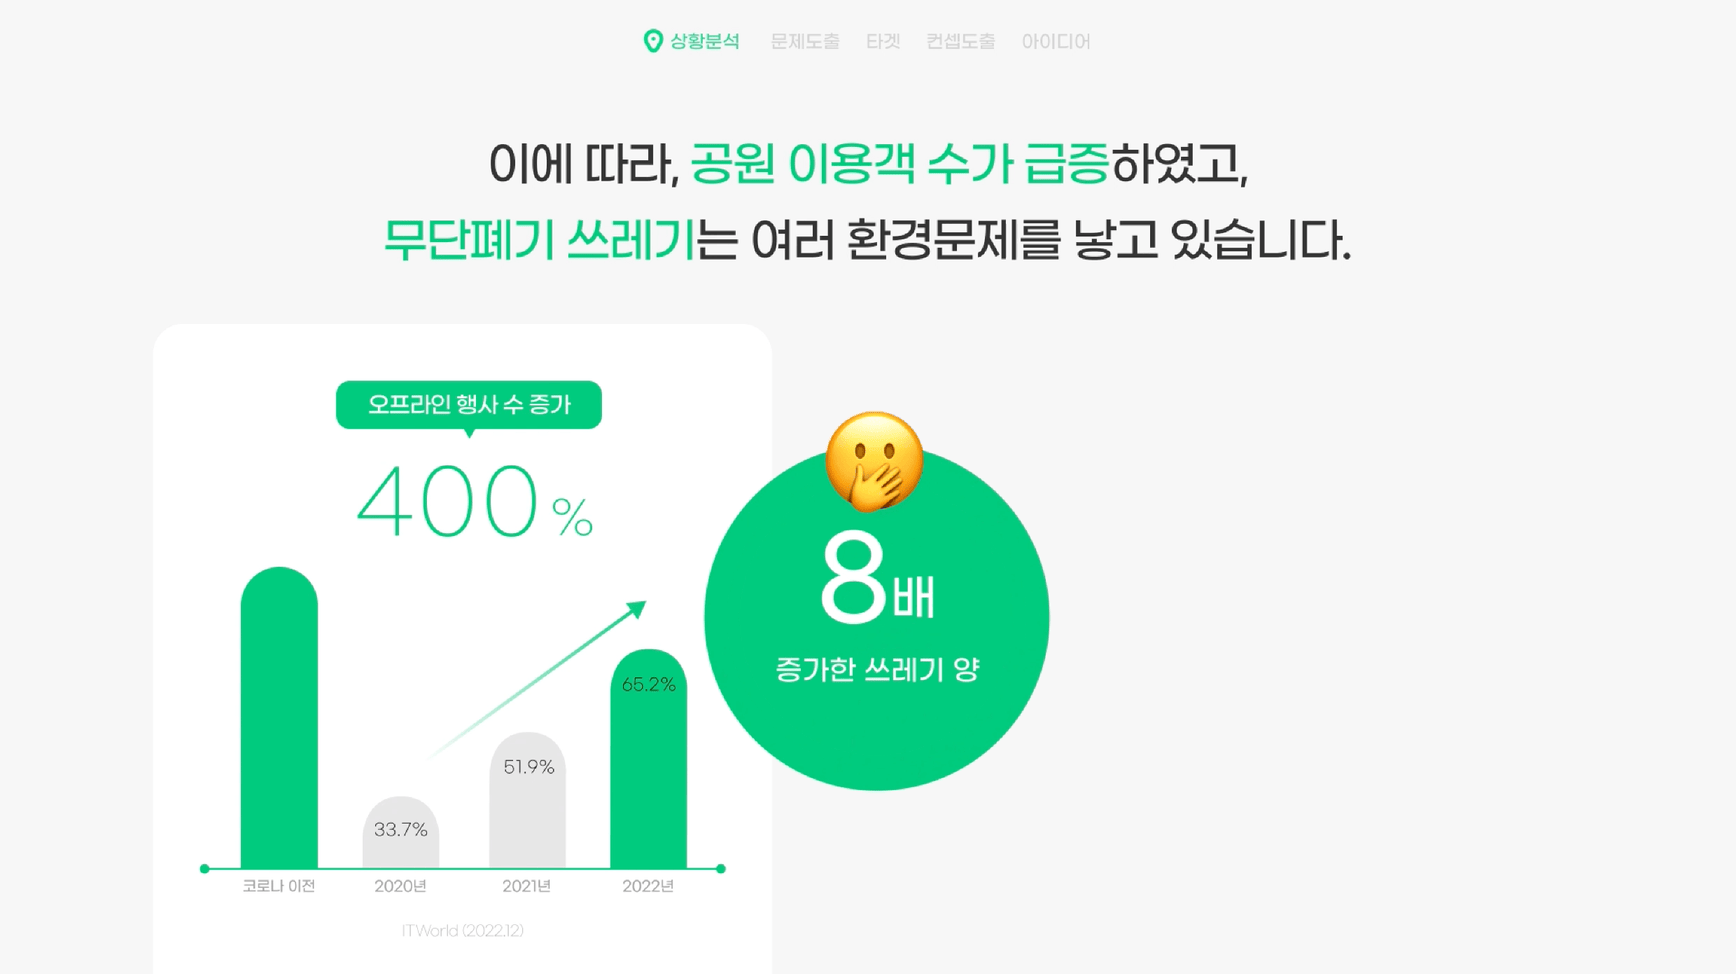 상황분석 문제도출 타겟 컨셉도출 아이디어
이에 따라, 공원 이용객 수가 급증하였고,
무단폐기 쓰레기는 여러 환경문제를 낳고 있습니다.
오프라인 행사 수 증가
400 %
33.7%
51.9%
65.2%
코로나 이전 2020년 2021년 2022년
ITWorld (2022.12)
8배
증가한 쓰레기 양